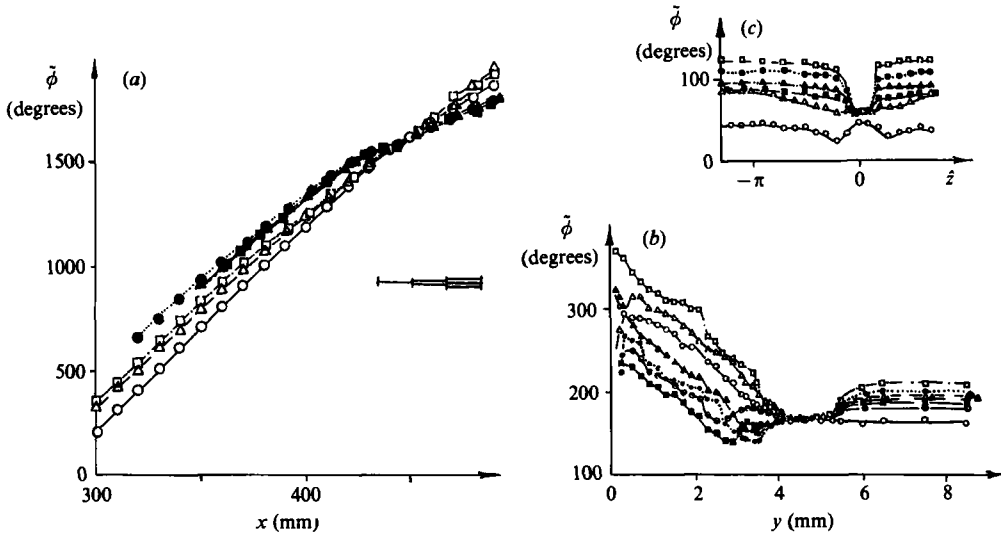 φ̃
(degrees)
(a)
1500
1000
500
0
300
400
x (mm)
φ̃
(degrees)
(c)
100
0
−π
0
ẑ
φ̃
(degrees)
(b)
300
200
100
0
2
4
6
8
y (mm)